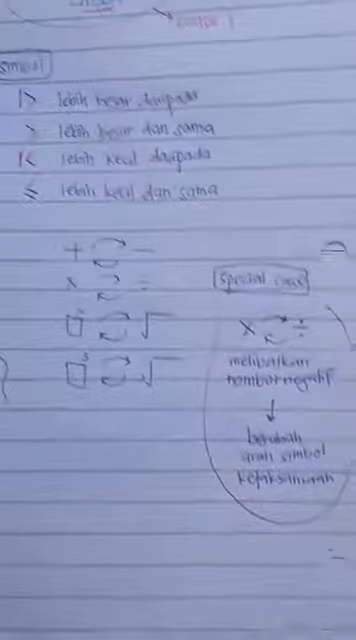 simbol
> lebih besar daripada
≥ lebih besar dan sama
< lebih kecil daripada
≤ lebih kecil dan sama
+ ⇄ −
× ⇄ ÷
□² ⇄ √
□³ ⇄ √
special case
× ⇄ ÷
melibatkan
nombor negatif
↓
berubah
arah simbol
ketaksamaan